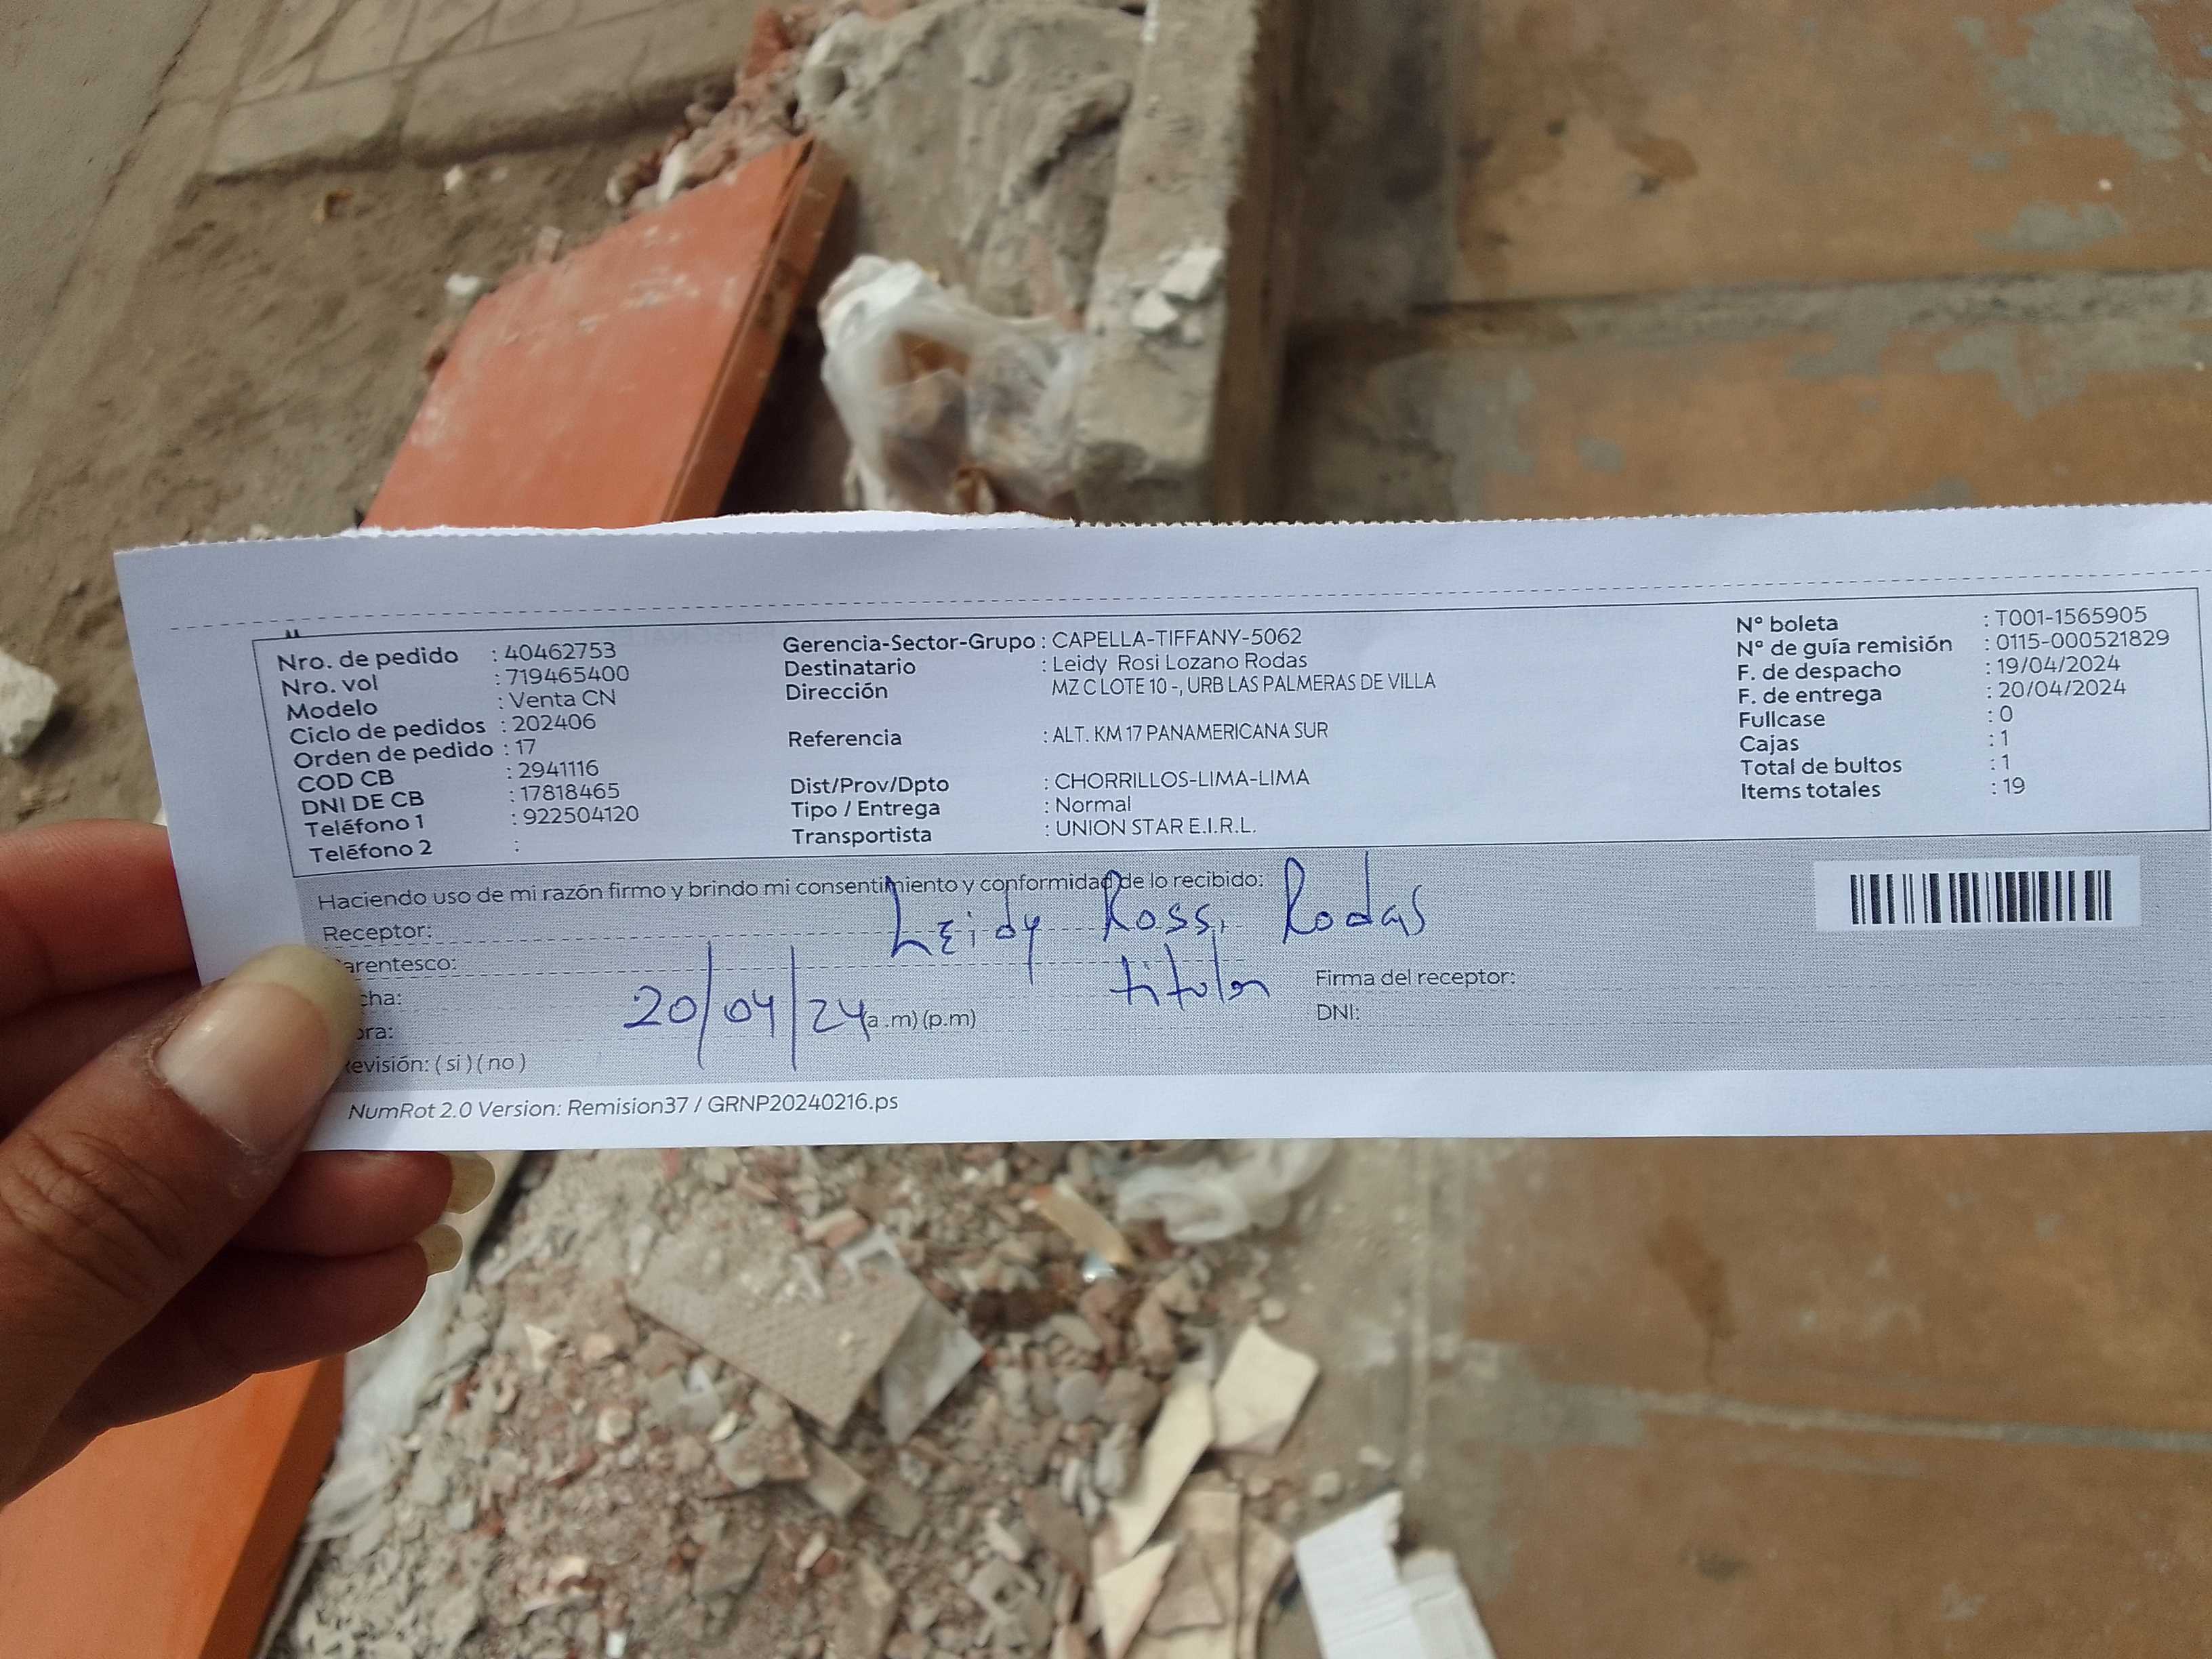 Nro. de pedido : 40462753
Nro. vol : 719465400
Modelo : Venta CN
Ciclo de pedidos : 202406
Orden de pedido : 17
COD CB : 2941116
DNI DE CB : 17818465
Teléfono 1 : 922504120
Teléfono 2 :
Gerencia-Sector-Grupo : CAPELLA-TIFFANY-5062
Destinatario : Leidy Rosi Lozano Rodas
Dirección MZ C LOTE 10 -, URB LAS PALMERAS DE VILLA
Referencia : ALT. KM 17 PANAMERICANA SUR
Dist/Prov/Dpto : CHORRILLOS-LIMA-LIMA
Tipo / Entrega : Normal
Transportista : UNION STAR E.I.R.L.
N° boleta : T001-1565905
N° de guía remisión : 0115-000521829
F. de despacho : 19/04/2024
F. de entrega : 20/04/2024
Fullcase : 0
Cajas : 1
Total de bultos : 1
Items totales : 19
Haciendo uso de mi razón firmo y brindo mi consentimiento y conformidad de lo recibido:
Receptor: Leidy Rossi Rodas
arentesco: titular
cha: 20/04/24
ora: (a.m) (p.m)
evisión: ( si ) ( no )
Firma del receptor:
DNI:
NumRot 2.0 Version: Remision37 / GRNP20240216.ps